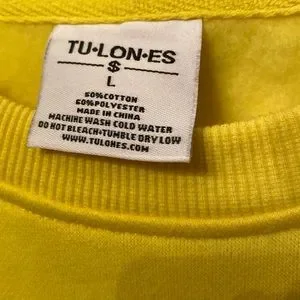 TU•LON•ES
$
L
60%COTTON
60%POLYESTER
MADE IN CHINA
MACHINE WASH COLD WATER
DO NOT BLEACH•TUMBLE DRY LOW
WWW.TULONES.COM